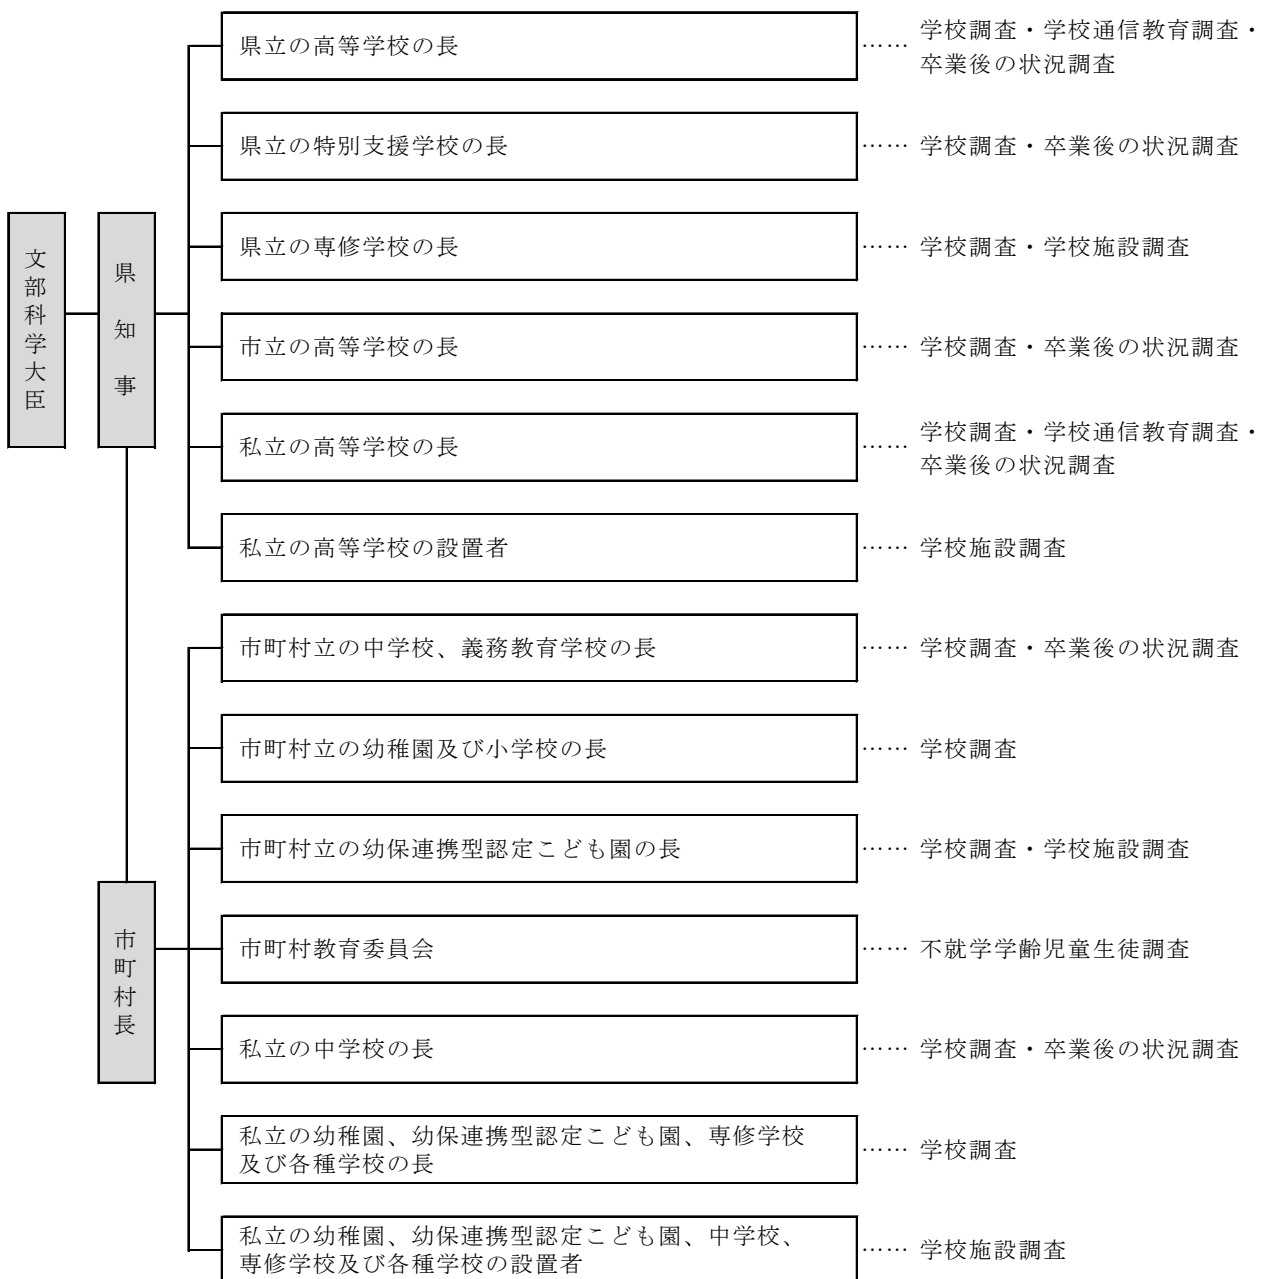 県立の高等学校の長
…… 学校調査・学校通信教育調査・
卒業後の状況調査
県立の特別支援学校の長
…… 学校調査・卒業後の状況調査
県立の専修学校の長
…… 学校調査・学校施設調査
文部科学大臣
県知事
市立の高等学校の長
…… 学校調査・卒業後の状況調査
私立の高等学校の長
…… 学校調査・学校通信教育調査・
卒業後の状況調査
私立の高等学校の設置者
…… 学校施設調査
市町村立の中学校、義務教育学校の長
…… 学校調査・卒業後の状況調査
市町村立の幼稚園及び小学校の長
…… 学校調査
市町村立の幼保連携型認定こども園の長
…… 学校調査・学校施設調査
市町村長
市町村教育委員会
…… 不就学学齢児童生徒調査
私立の中学校の長
…… 学校調査・卒業後の状況調査
私立の幼稚園、幼保連携型認定こども園、専修学校
及び各種学校の長
…… 学校調査
私立の幼稚園、幼保連携型認定こども園、中学校、
専修学校及び各種学校の設置者
…… 学校施設調査